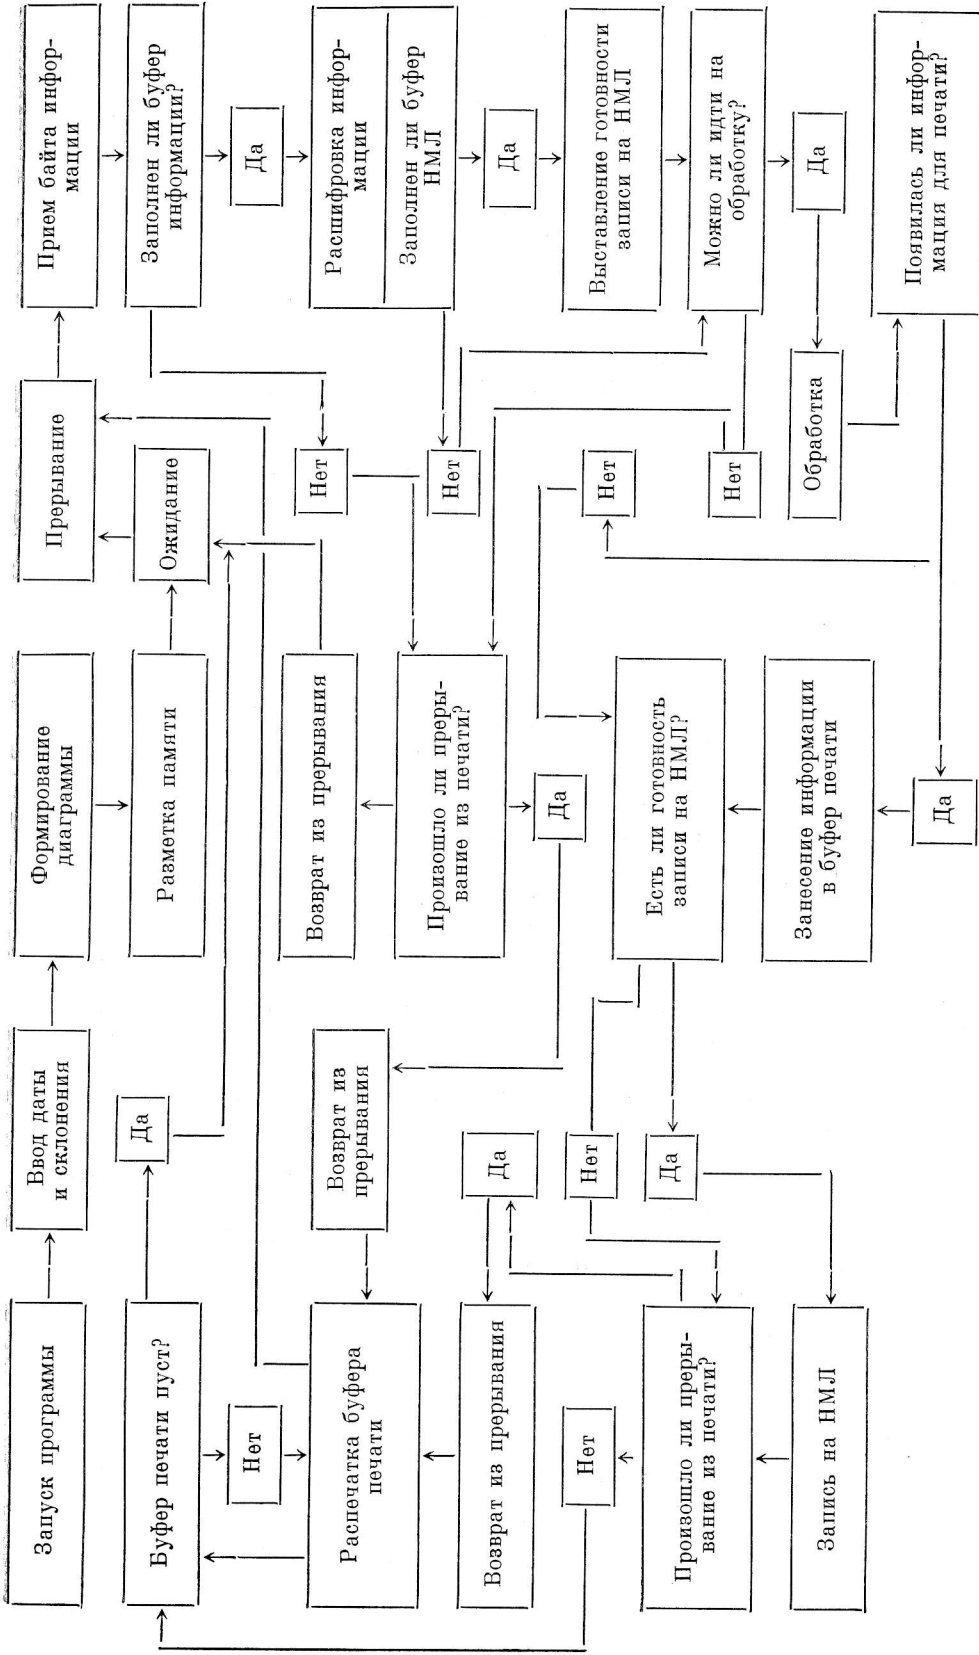 Запуск программы
Ввод даты
и склонения
Формирование
диаграммы
Прерывание
Прием байта инфор-
мации
Буфер печати пуст?
Да
Разметка памяти
Ожидание
Заполнен ли буфер
информации?
Нет
Да
Распечатка буфера
печати
Возврат из
прерывания
Возврат из прерывания
Нет
Расшифровка инфор-
мации
Заполнен ли буфер
НМЛ
Произошло ли преры-
вание из печати?
Нет
Возврат из прерывания
Да
Да
Да
Нет
Нет
Нет
Выставление готовности
записи на НМЛ
Произошло ли преры-
вание из печати?
Да
Есть ли готовность
записи на НМЛ?
Нет
Можно ли идти на
обработку?
Запись на НМЛ
Занесение информации
в буфер печати
Обработка
Да
Да
Появилась ли инфор-
мация для печати?